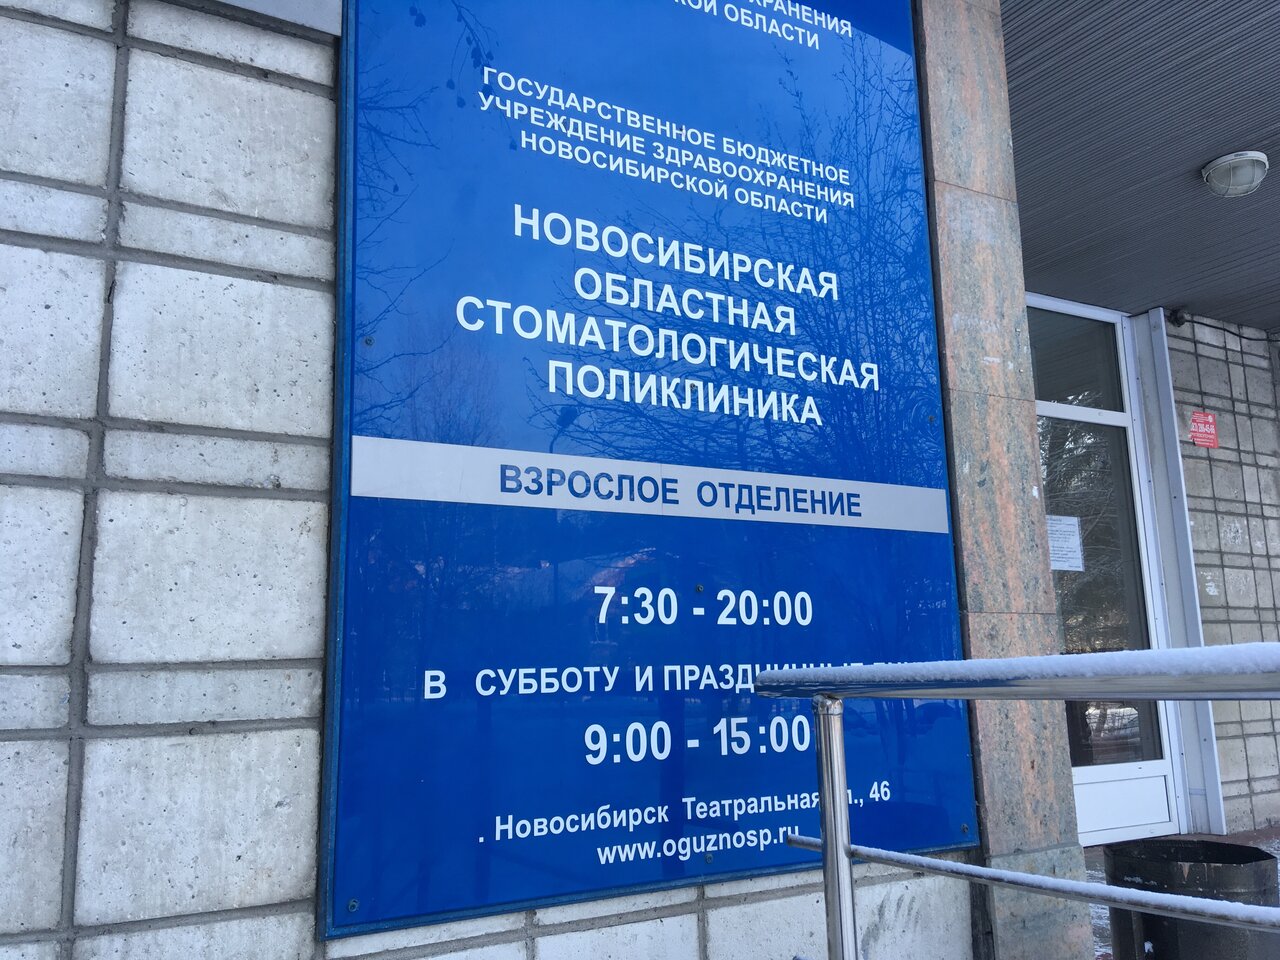 КОЙ ОБЛАСТИ
ГОСУДАРСТВЕННОЕ БЮДЖЕТНОЕ
УЧРЕЖДЕНИЕ ЗДРАВООХРАНЕНИЯ
НОВОСИБИРСКОЙ ОБЛАСТИ
НОВОСИБИРСКАЯ
ОБЛАСТНАЯ
СТОМАТОЛОГИЧЕСКАЯ
ПОЛИКЛИНИКА
ВЗРОСЛОЕ ОТДЕЛЕНИЕ
7:30 - 20:00
В СУББОТУ И
9:00 - 15:00
. Новосибирск Театральная 46
www.oguznosp.ru